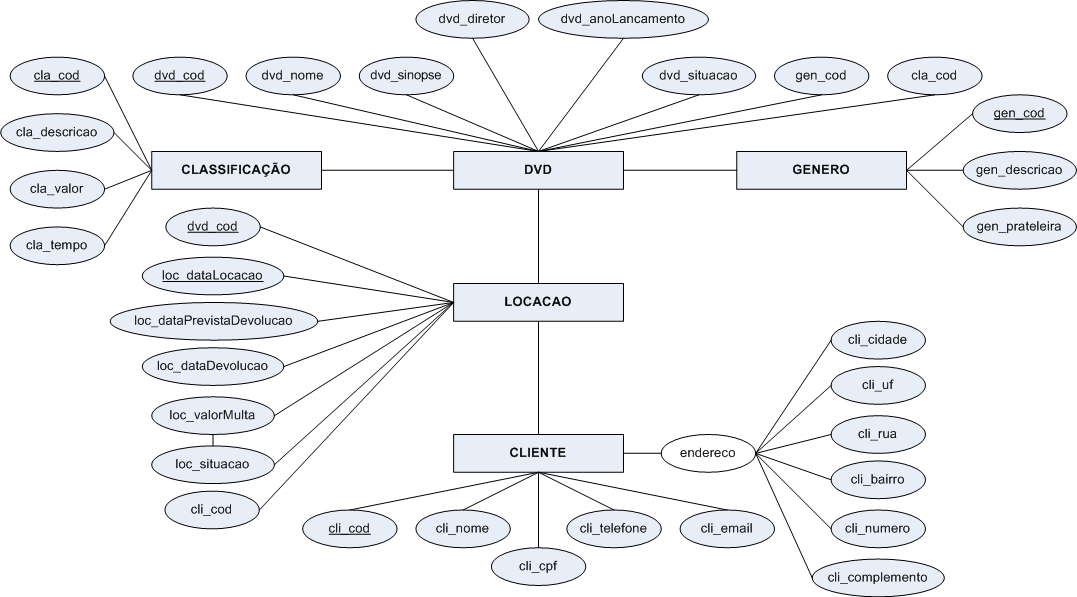 dvd_diretor
dvd_anoLancamento
cla_cod
dvd_cod
dvd_nome
dvd_sinopse
dvd_situacao
gen_cod
cla_cod
cla_descricao
cla_valor
cla_tempo
CLASSIFICAÇÃO
DVD
GENERO
gen_cod
gen_descricao
gen_prateleira
dvd_cod
loc_dataLocacao
loc_dataPrevistaDevolucao
loc_dataDevolucao
loc_valorMulta
loc_situacao
cli_cod
LOCACAO
CLIENTE
endereco
cli_cidade
cli_uf
cli_rua
cli_bairro
cli_numero
cli_complemento
cli_cod
cli_nome
cli_cpf
cli_telefone
cli_email